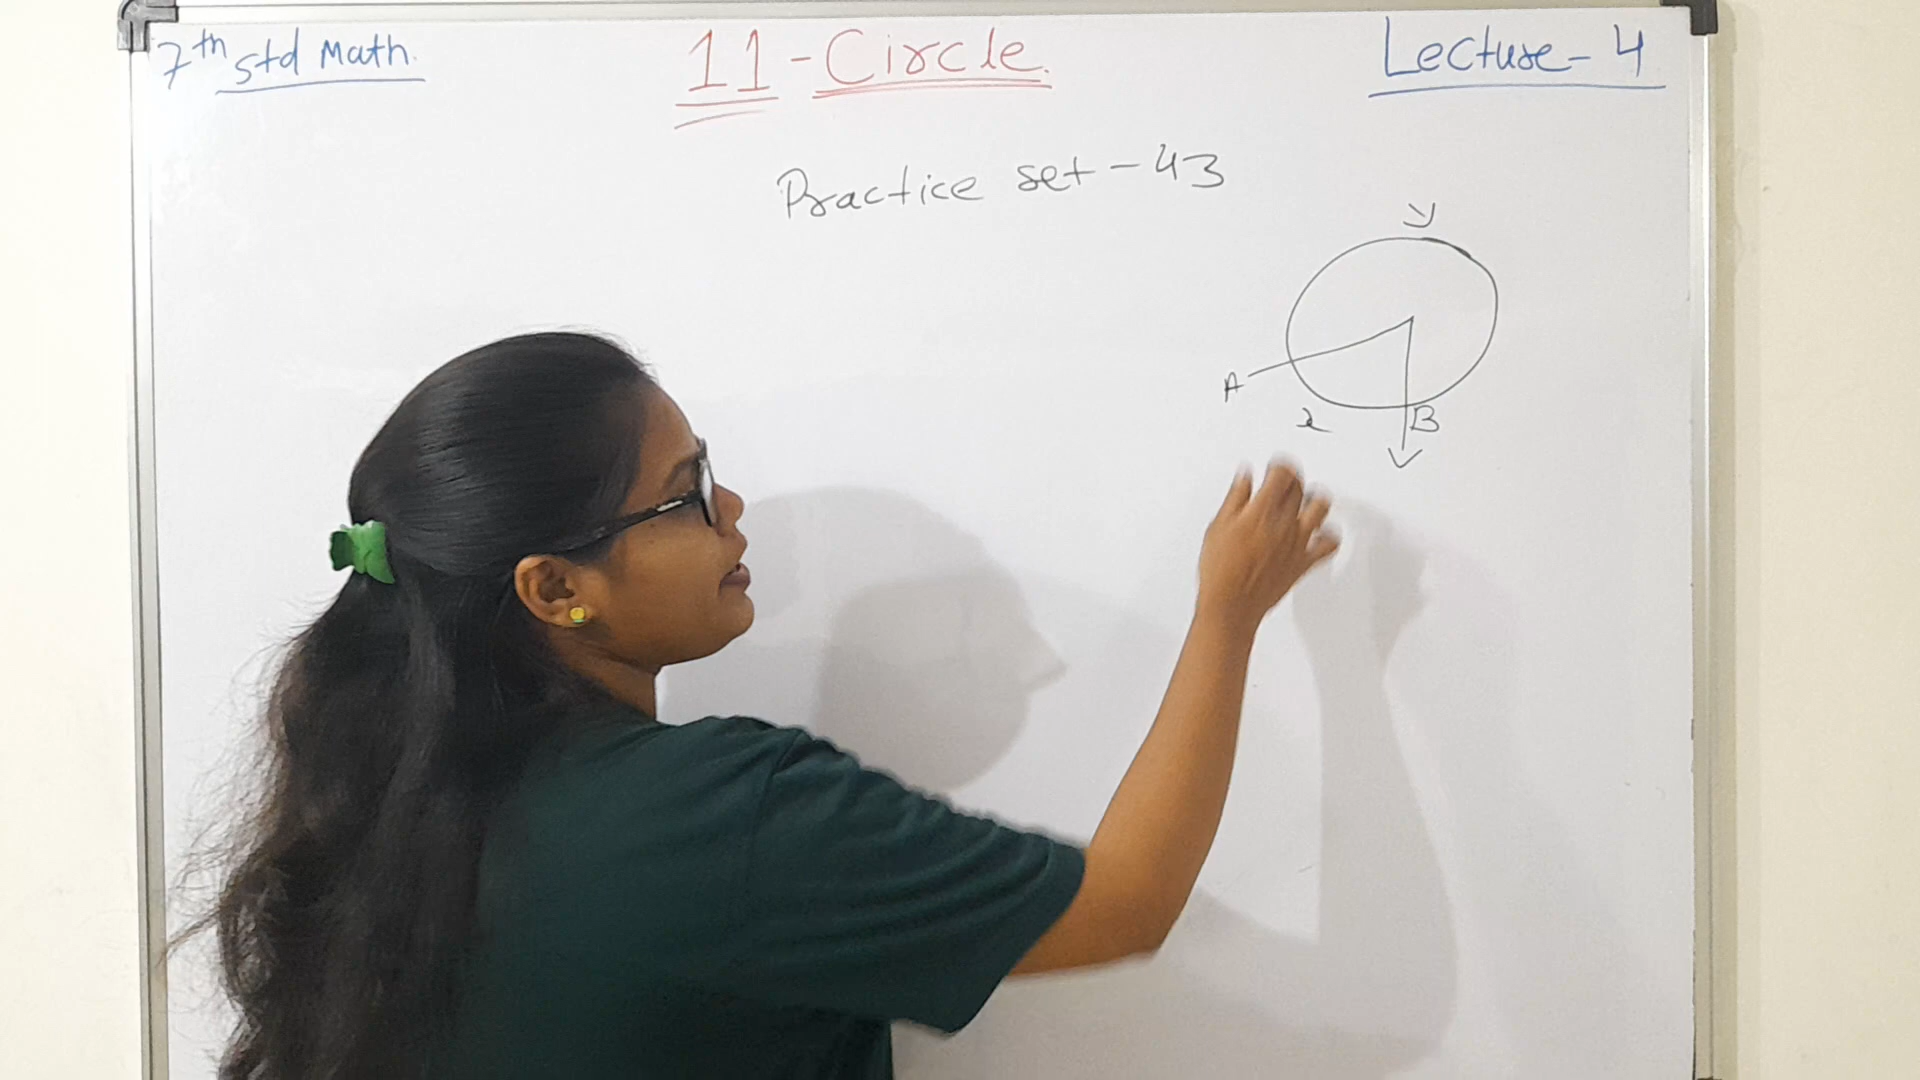 7th std Math.
11-Circle.
Lecture-4
Practice set-43
y
A
x
B